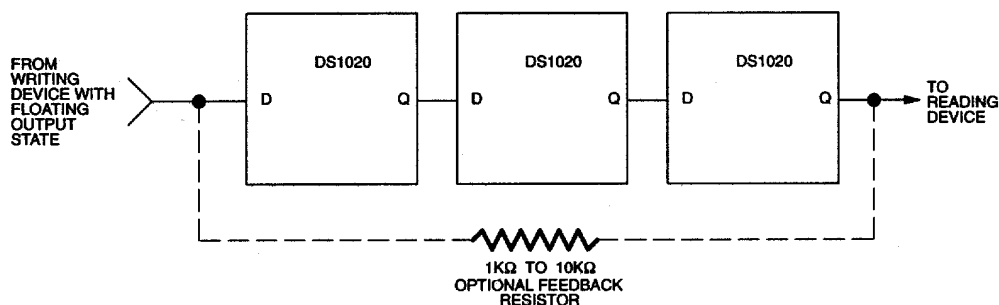 DS1020
DS1020
DS1020
FROM
WRITING
DEVICE WITH
FLOATING
OUTPUT
STATE
D
Q
D
Q
D
Q
TO
READING
DEVICE
1KΩ TO 10KΩ
OPTIONAL FEEDBACK
RESISTOR